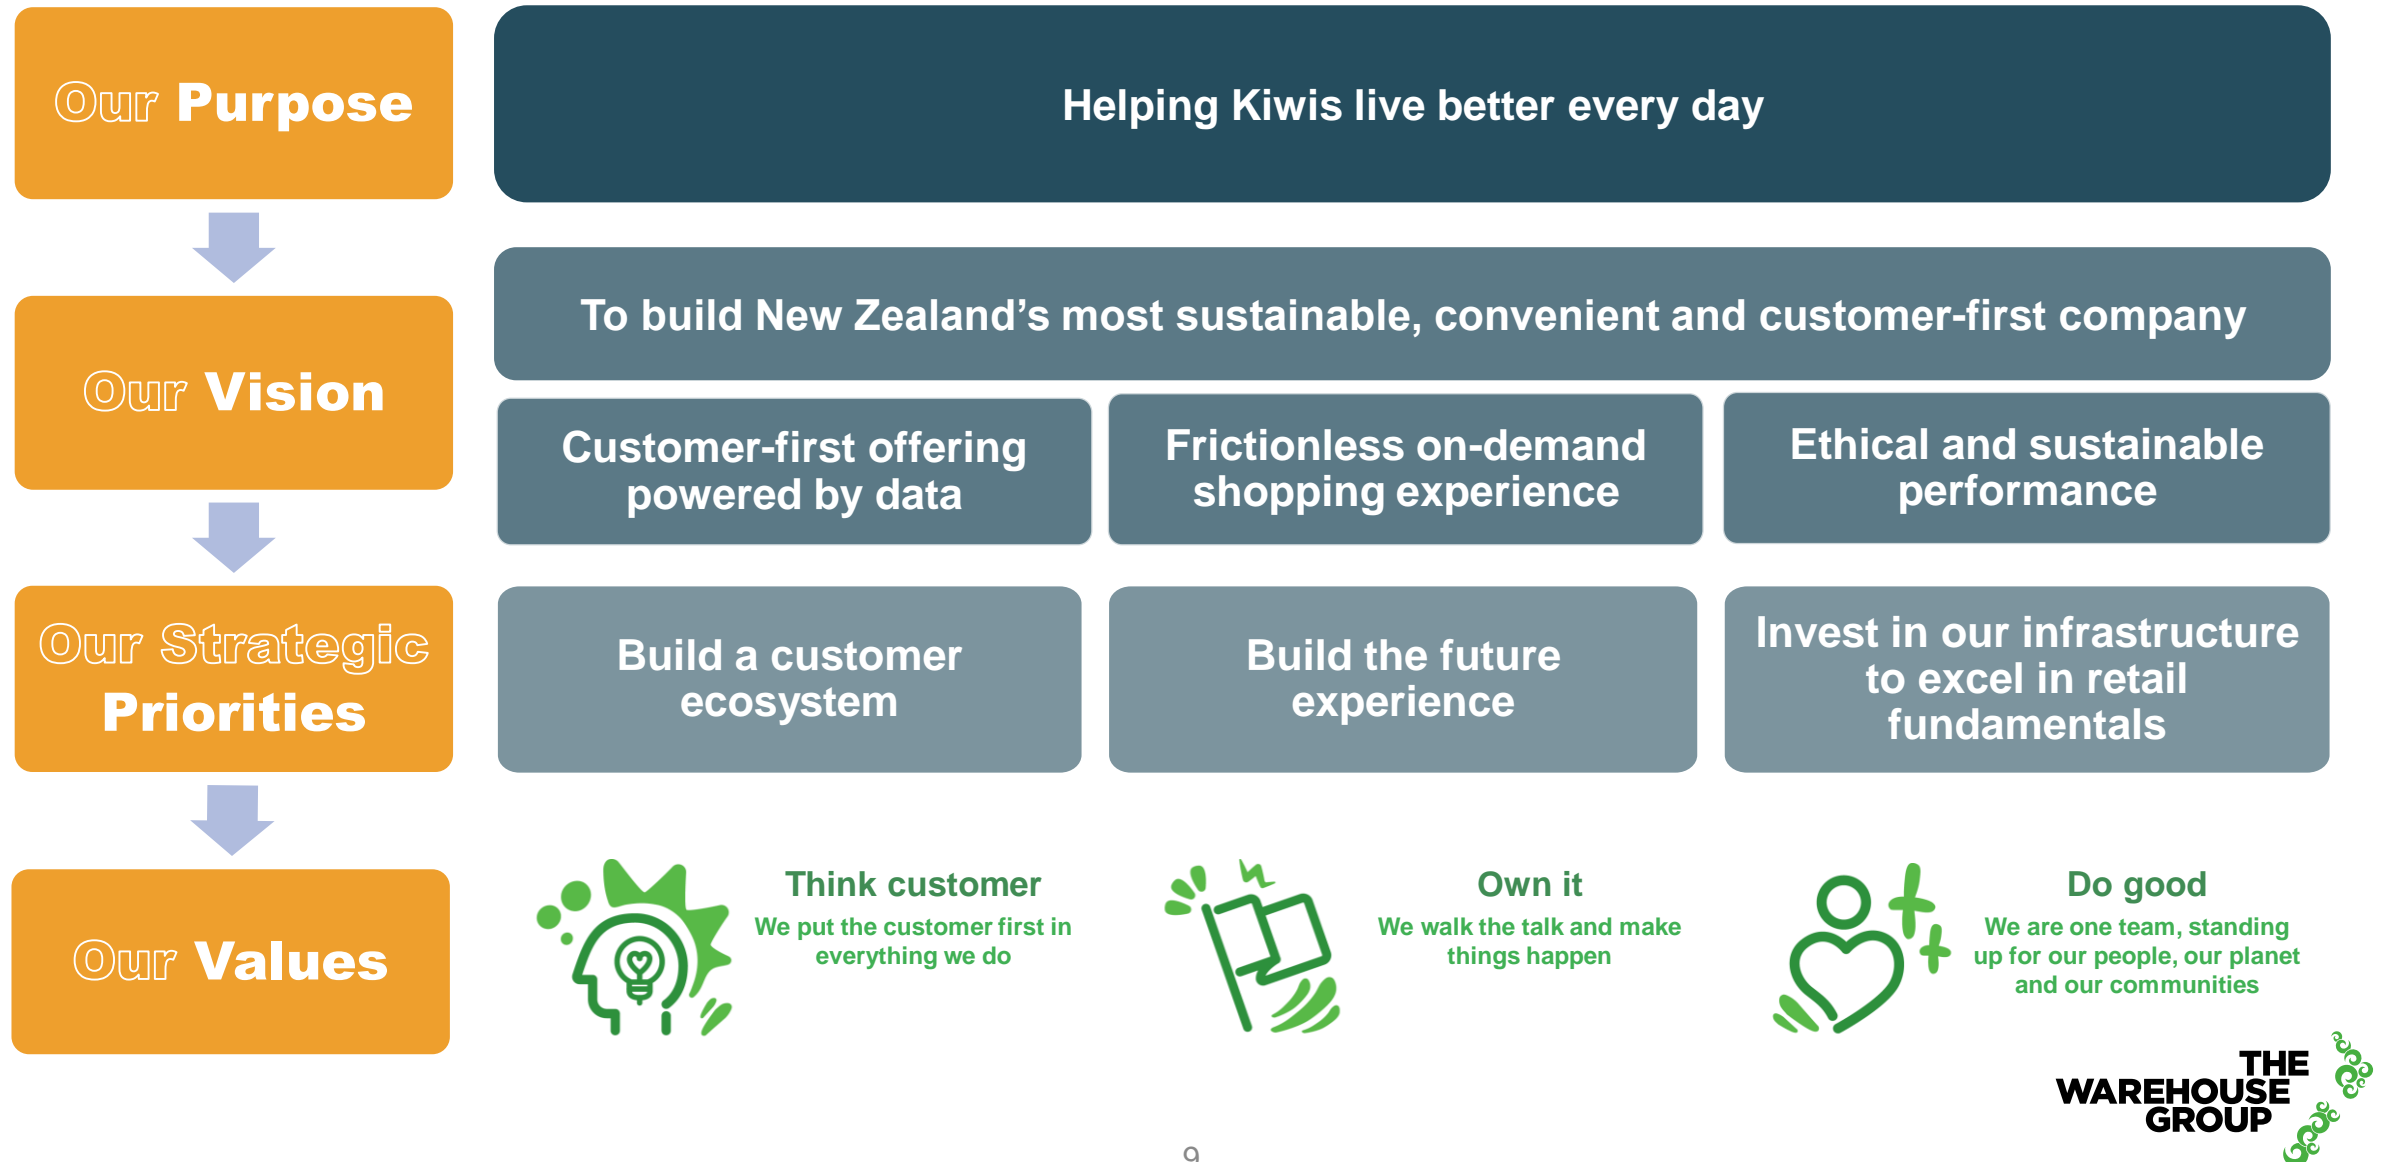 Our Purpose
Helping Kiwis live better every day
Our Vision
To build New Zealand’s most sustainable, convenient and customer-first company
Customer-first offering
powered by data
Frictionless on-demand
shopping experience
Ethical and sustainable
performance
Our Strategic
Priorities
Build a customer
ecosystem
Build the future
experience
Invest in our infrastructure
to excel in retail
fundamentals
Our Values
Think customer
We put the customer first in
everything we do
Own it
We walk the talk and make
things happen
Do good
We are one team, standing
up for our people, our planet
and our communities
THE
WAREHOUSE
GROUP
9